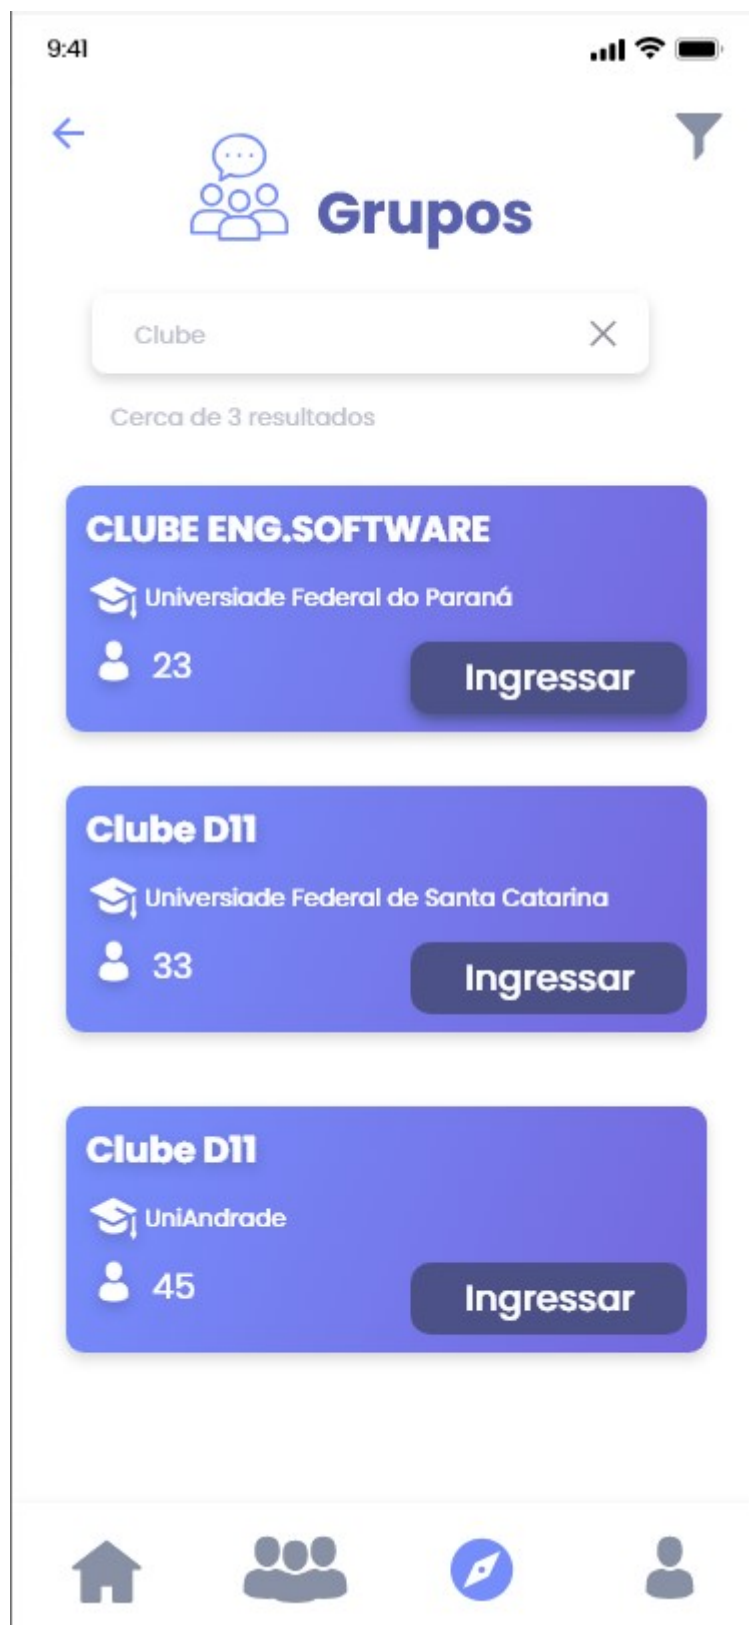 9:41
Grupos
Clube
Cerca de 3 resultados
CLUBE ENG.SOFTWARE
Universiade Federal do Paraná
23
Ingressar
Clube D11
Universiade Federal de Santa Catarina
33
Ingressar
Clube D11
UniAndrade
45
Ingressar